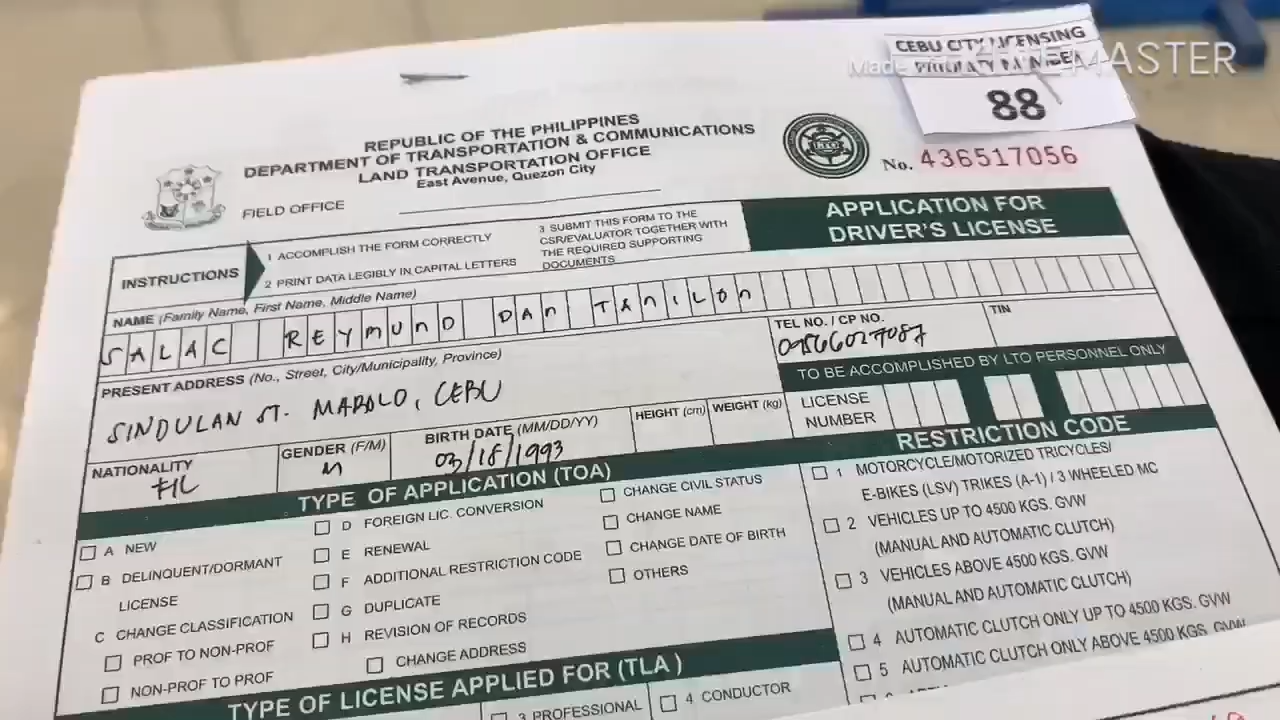 CEBU CITY LICENSING
Made
MASTER
88
REPUBLIC OF THE PHILIPPINES
DEPARTMENT OF TRANSPORTATION & COMMUNICATIONS
LAND TRANSPORTATION OFFICE
East Avenue, Quezon City
No. 436517056
FIELD OFFICE
APPLICATION FOR
DRIVER'S LICENSE
INSTRUCTIONS
1 ACCOMPLISH THE FORM CORRECTLY
2 PRINT DATA LEGIBLY IN CAPITAL LETTERS
3 SUBMIT THIS FORM TO THE
CSR/EVALUATOR TOGETHER WITH
THE REQUIRED SUPPORTING
DOCUMENTS
NAME (Family Name, First Name, Middle Name)
SALAC REYMUND DAN TANILON
TEL NO. / CP NO.
TIN
PRESENT ADDRESS (No., Street, City/Municipality, Province)
SINDULAN ST. MABOLO, CEBU
TO BE ACCOMPLISHED BY LTO PERSONNEL ONLY
LICENSE
NUMBER
NATIONALITY
FIL
GENDER (F/M)
M
BIRTH DATE (MM/DD/YY)
03/18/1993
HEIGHT (cm)
WEIGHT (kg)
TYPE OF APPLICATION (TOA)
A NEW
B DELINQUENT/DORMANT
LICENSE
C CHANGE CLASSIFICATION
PROF TO NON-PROF
NON-PROF TO PROF
D FOREIGN LIC. CONVERSION
E RENEWAL
F ADDITIONAL RESTRICTION CODE
G DUPLICATE
H REVISION OF RECORDS
CHANGE ADDRESS
CHANGE CIVIL STATUS
CHANGE NAME
CHANGE DATE OF BIRTH
OTHERS
RESTRICTION CODE
1 MOTORCYCLE/MOTORIZED TRICYCLES/
E-BIKES (LSV) TRIKES (A-1) / 3 WHEELED MC
2 VEHICLES UP TO 4500 KGS. GVW
(MANUAL AND AUTOMATIC CLUTCH)
3 VEHICLES ABOVE 4500 KGS. GVW
(MANUAL AND AUTOMATIC CLUTCH)
4 AUTOMATIC CLUTCH ONLY UP TO 4500 KGS. GVW
5 AUTOMATIC CLUTCH ONLY ABOVE 4500 KGS. GVW
TYPE OF LICENSE APPLIED FOR (TLA)
3 PROFESSIONAL
4 CONDUCTOR